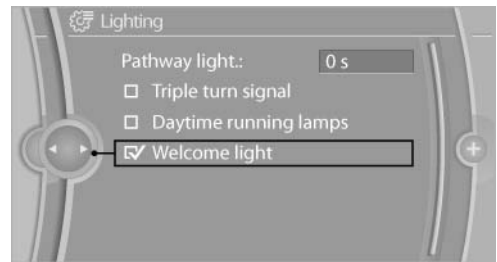 Lighting
Pathway light.: 0 s
Triple turn signal
Daytime running lamps
Welcome light